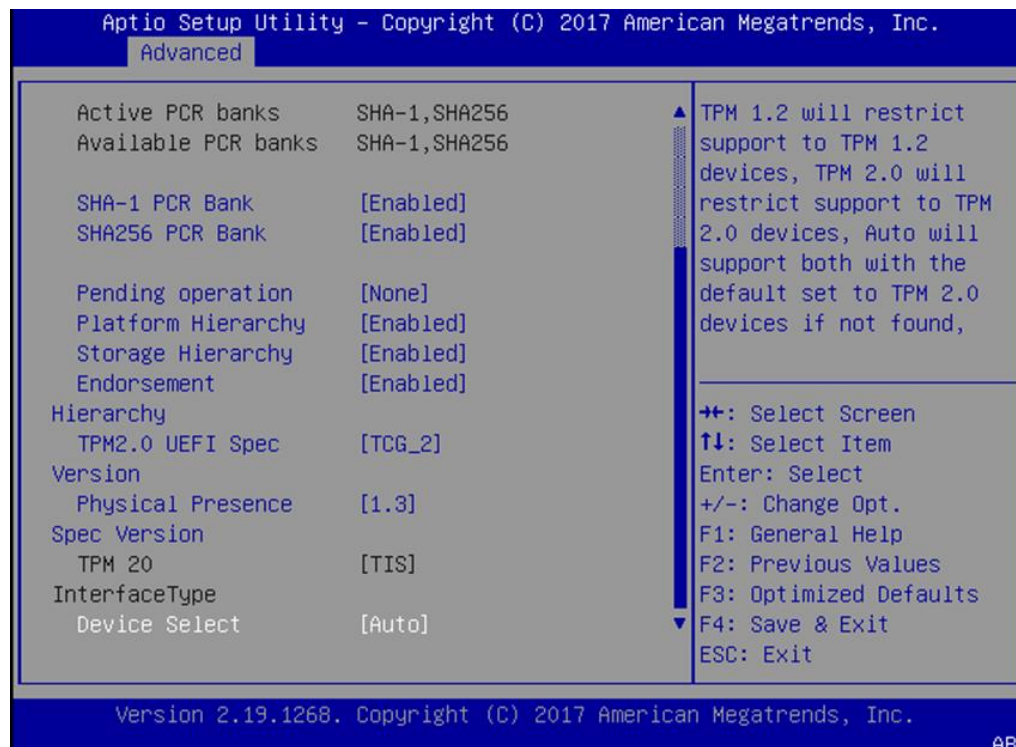 Aptio Setup Utility – Copyright (C) 2017 American Megatrends, Inc.
Advanced
Active PCR banks SHA-1,SHA256
Available PCR banks SHA-1,SHA256
SHA-1 PCR Bank [Enabled]
SHA256 PCR Bank [Enabled]
Pending operation [None]
Platform Hierarchy [Enabled]
Storage Hierarchy [Enabled]
Endorsement [Enabled]
Hierarchy
TPM2.0 UEFI Spec [TCG_2]
Version
Physical Presence [1.3]
Spec Version
TPM 20 [TIS]
InterfaceType
Device Select [Auto]
TPM 1.2 will restrict
support to TPM 1.2
devices, TPM 2.0 will
restrict support to TPM
2.0 devices, Auto will
support both with the
default set to TPM 2.0
devices if not found,
→←: Select Screen
↑↓: Select Item
Enter: Select
+/-: Change Opt.
F1: General Help
F2: Previous Values
F3: Optimized Defaults
F4: Save & Exit
ESC: Exit
Version 2.19.1268. Copyright (C) 2017 American Megatrends, Inc.
AB